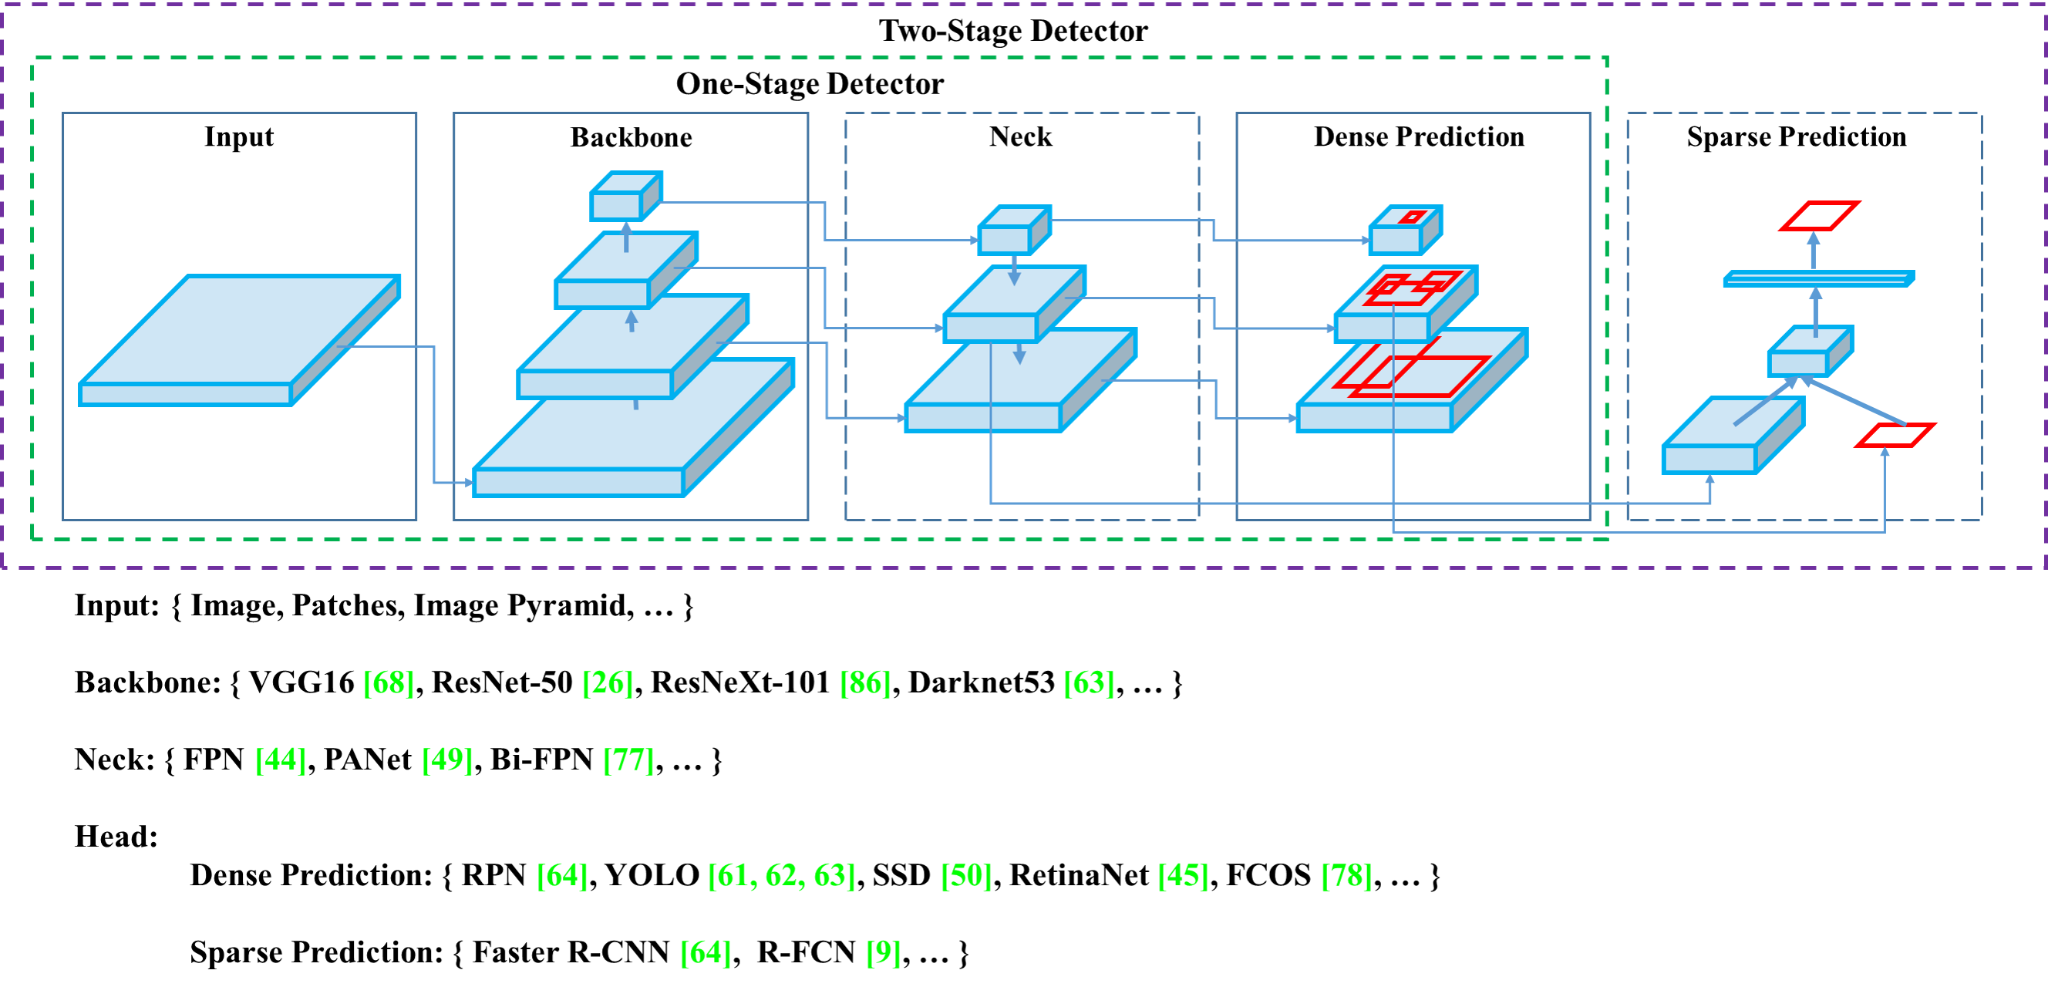 Two-Stage Detector
One-Stage Detector
Input
Backbone
Neck
Dense Prediction
Sparse Prediction
Input: { Image, Patches, Image Pyramid, … }
Backbone: { VGG16 [68], ResNet-50 [26], ResNeXt-101 [86], Darknet53 [63], … }
Neck: { FPN [44], PANet [49], Bi-FPN [77], … }
Head:
Dense Prediction: { RPN [64], YOLO [61, 62, 63], SSD [50], RetinaNet [45], FCOS [78], … }
Sparse Prediction: { Faster R-CNN [64], R-FCN [9], … }